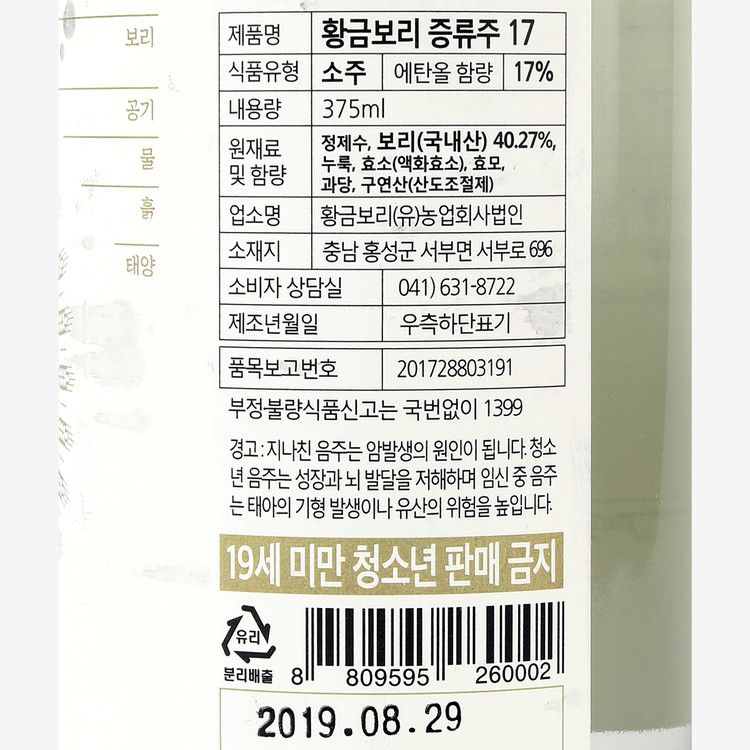 보리
공기
물
흙
태양
제품명 황금보리 증류주 17
식품유형 소주 에탄올 함량 17%
내용량 375ml
원재료 및 함량 정제수, 보리(국내산) 40.27%,
누룩, 효소(액화효소), 효모,
과당, 구연산(산도조절제)
업소명 황금보리(유)농업회사법인
소재지 충남 홍성군 서부면 서부로 696
소비자 상담실 041) 631-8722
제조년월일 우측하단표기
품목보고번호 201728803191
부정·불량식품신고는 국번없이 1399
경고 : 지나친 음주는 암발생의 원인이 됩니다. 청소
년 음주는 성장과 뇌 발달을 저해하며 임신 중 음주
는 태아의 기형 발생이나 유산의 위험을 높입니다.
19세 미만 청소년 판매 금지
유리
분리배출
8 809595 260002
2019.08.29